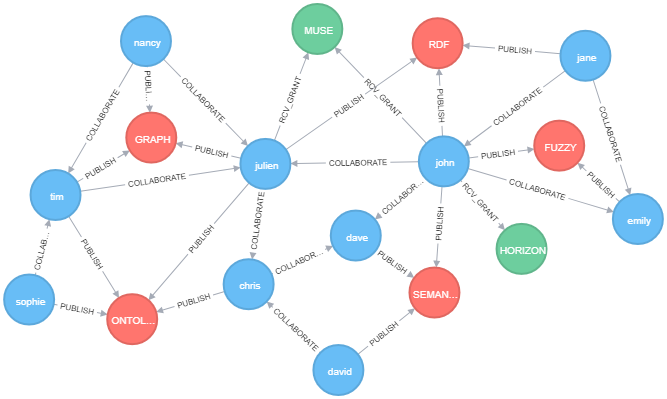 MUSE
nancy
RDF
jane
PUBLISH
COLLABORATE
PUBLI...
COLLABORATE
RCV_GRANT
PUBLISH
RCV_GRANT
PUBLISH
COLLABORATE
COLLABORATE
GRAPH
PUBLISH
PUBLISH
julien
COLLABORATE
john
PUBLISH
FUZZY
tim
COLLABORATE
COLLABORATE
PUBLISH
COLLABOR...
RCV_GRANT
emily
COLLAB...
PUBLISH
PUBLISH
COLLABORATE
dave
PUBLISH
HORIZON
COLLABOR...
PUBLISH
sophie
PUBLISH
PUBLISH
chris
SEMAN...
ONTOL...
COLLABORATE
PUBLISH
david